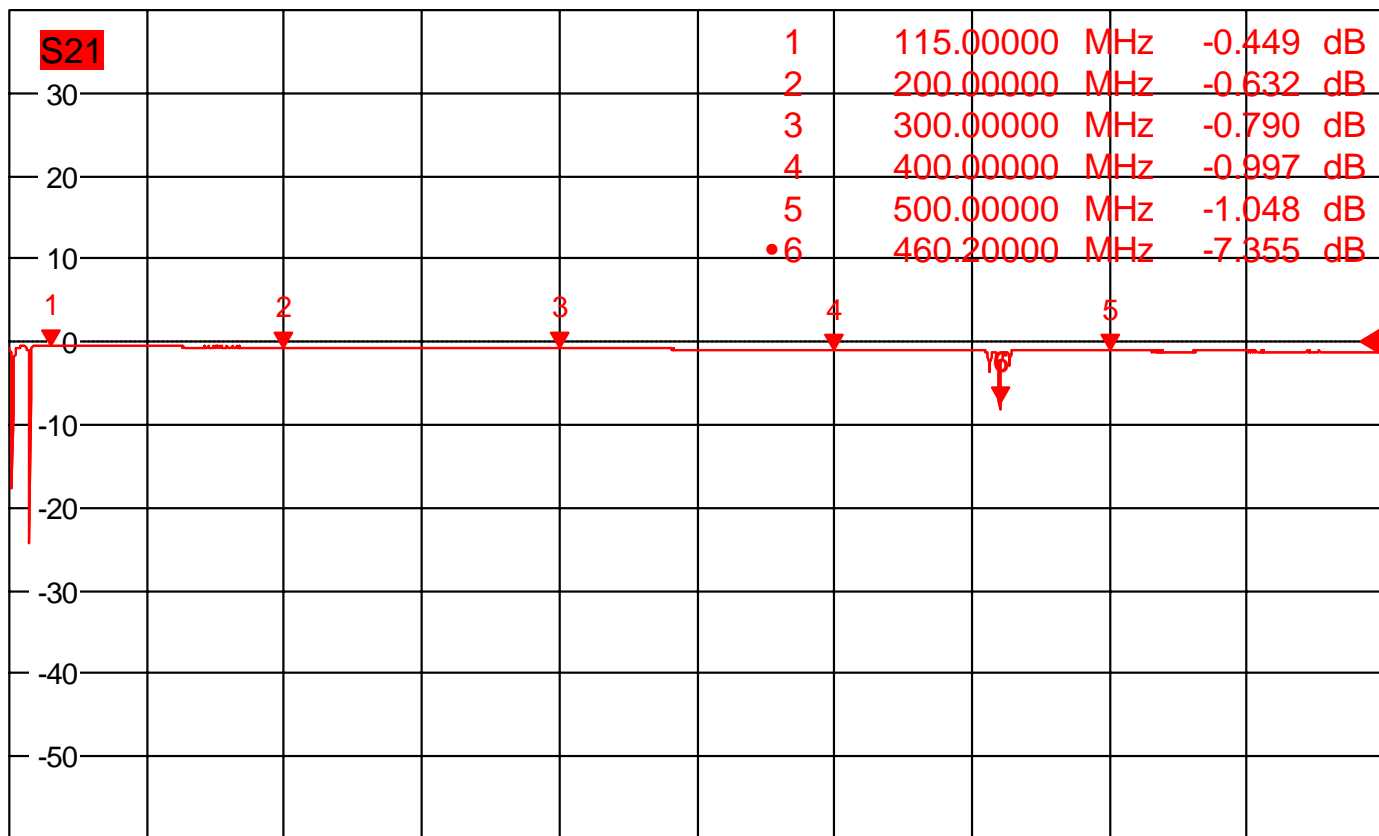 S21
1 115.00000 MHz -0.449 dB
2 200.00000 MHz -0.632 dB
3 300.00000 MHz -0.790 dB
4 400.00000 MHz -0.997 dB
5 500.00000 MHz -1.048 dB
•6 460.20000 MHz -7.355 dB
30
20
10
1 2 3 4 5
0
6
-10
-20
-30
-40
-50